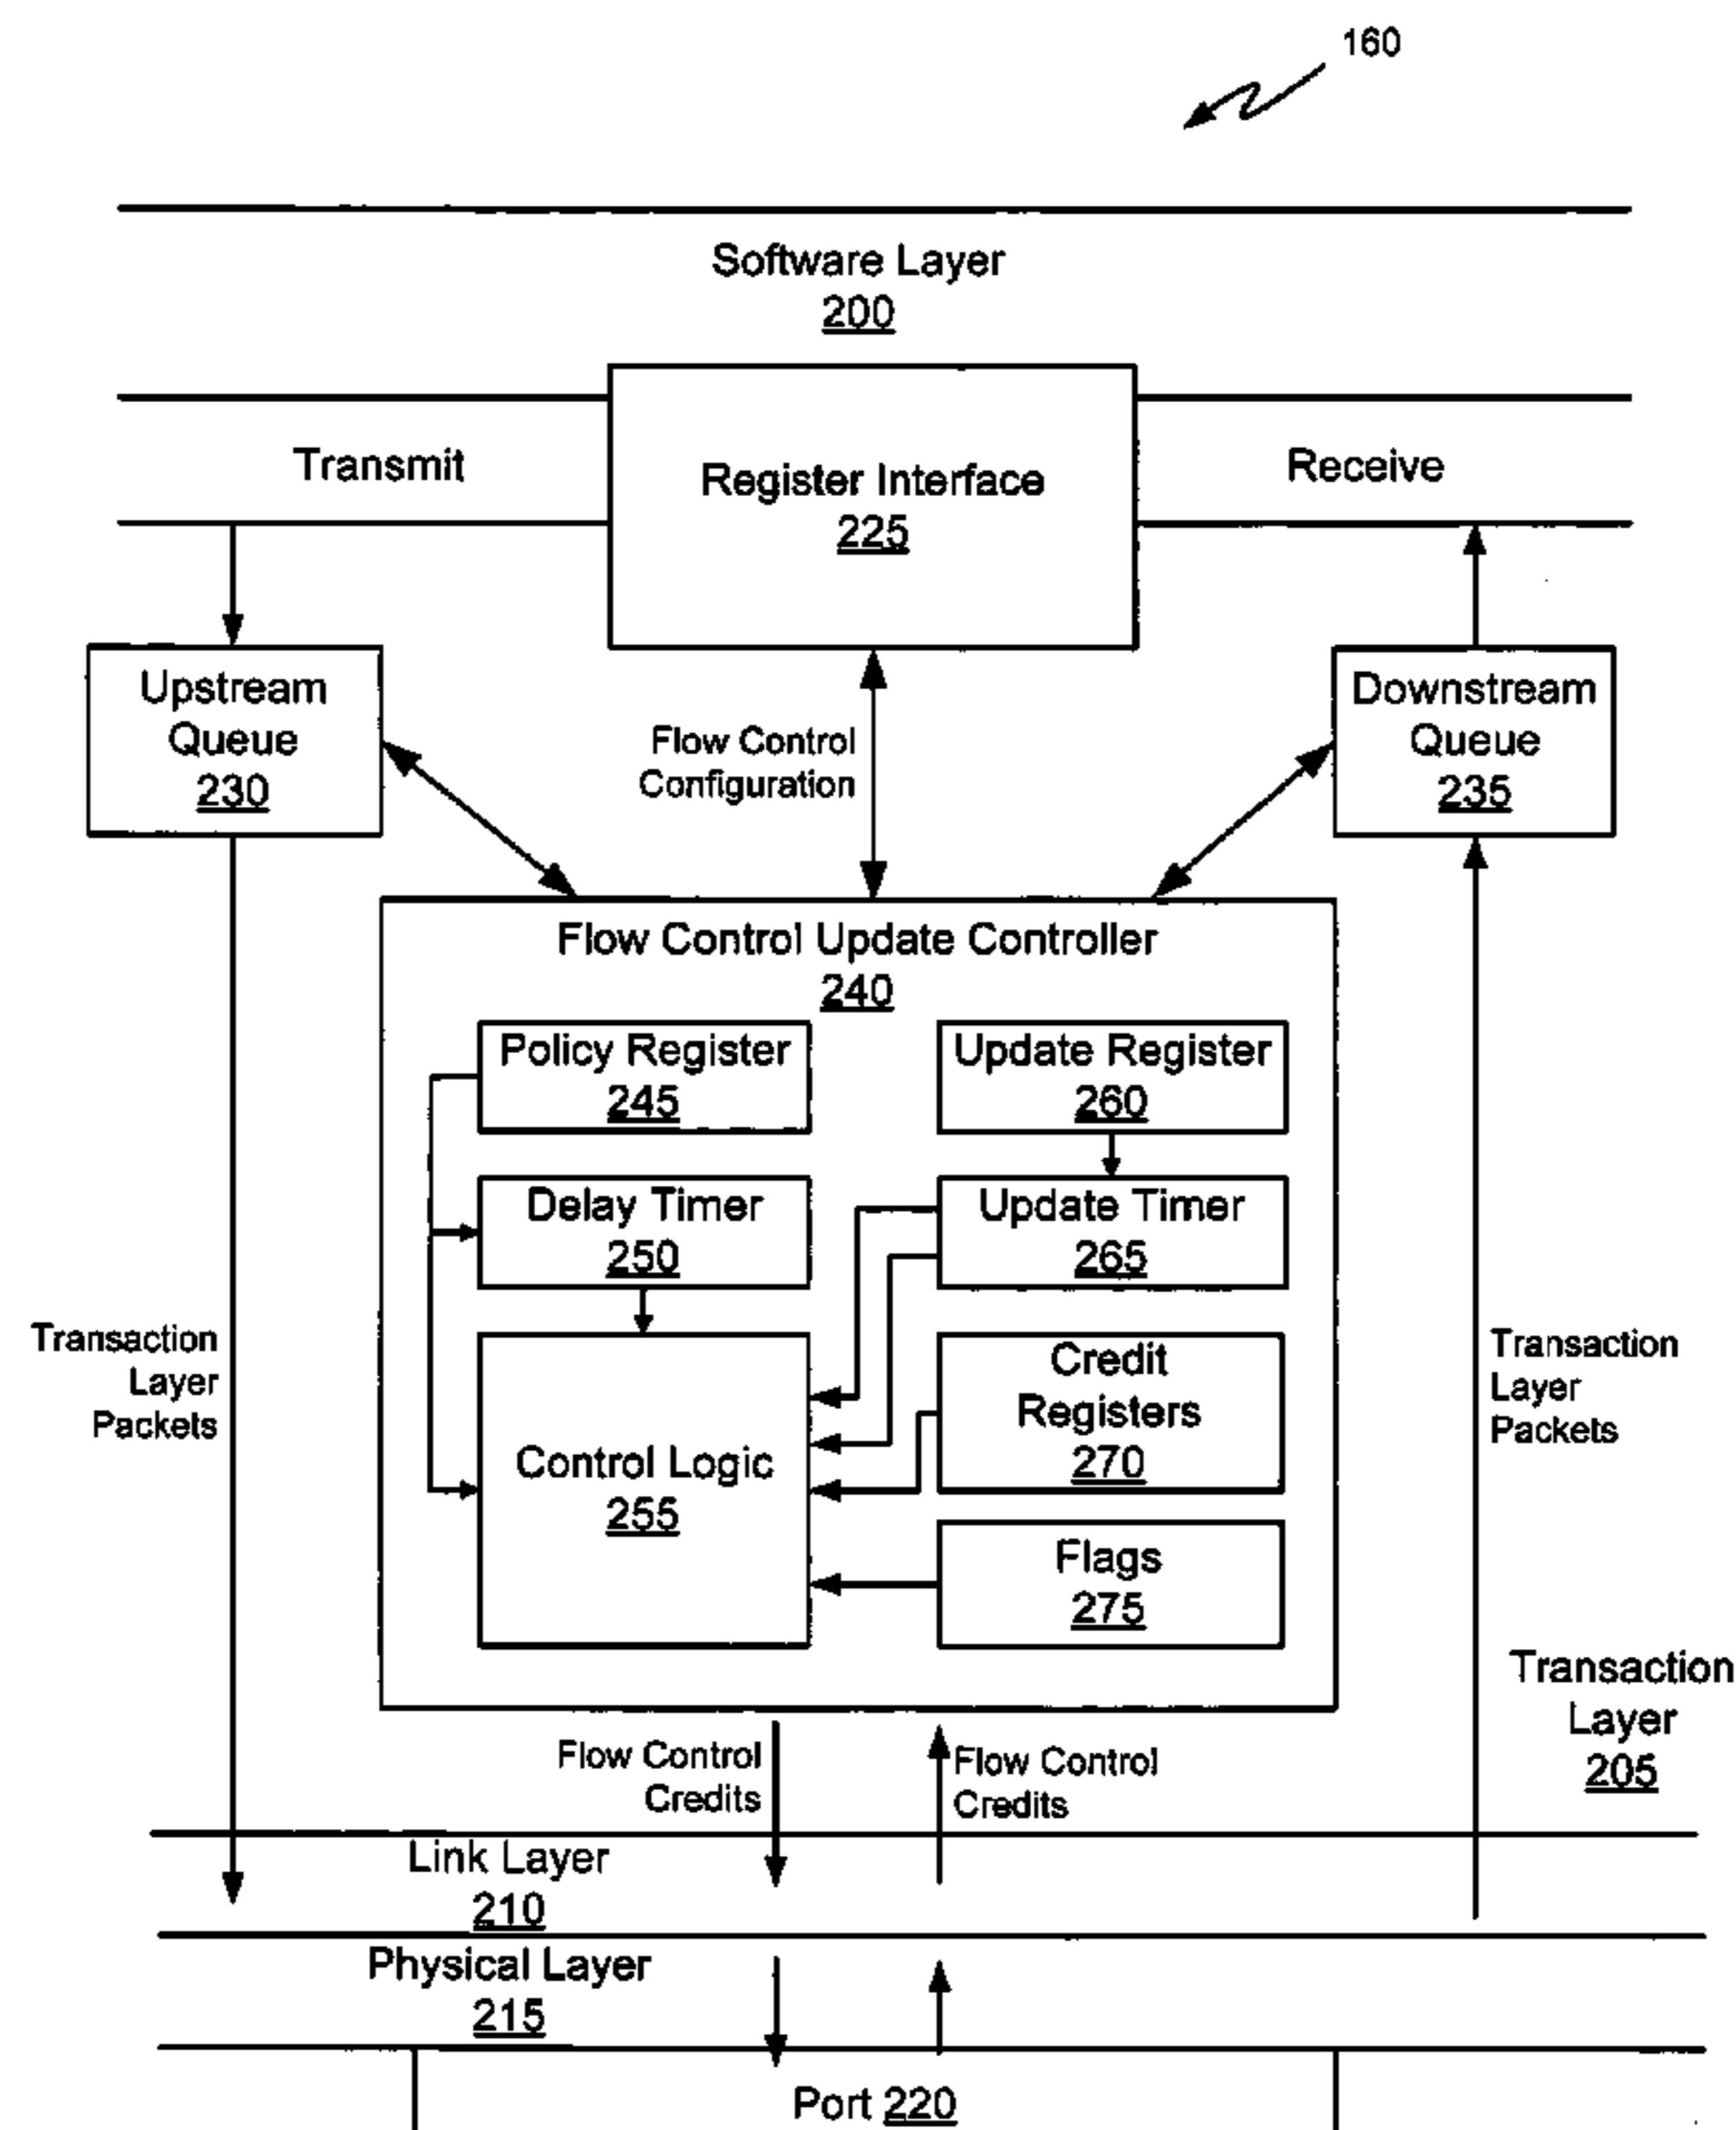 160
Software Layer
200
Transmit
Register Interface
225
Receive
Upstream
Queue
230
Flow Control
Configuration
Downstream
Queue
235
Flow Control Update Controller
240
Policy Register
245
Update Register
260
Delay Timer
250
Update Timer
265
Transaction
Layer
Packets
Control Logic
255
Credit
Registers
270
Transaction
Layer
Packets
Flags
275
Transaction
Layer
205
Flow Control
Credits
Flow Control
Credits
Link Layer
210
Physical Layer
215
Port 220